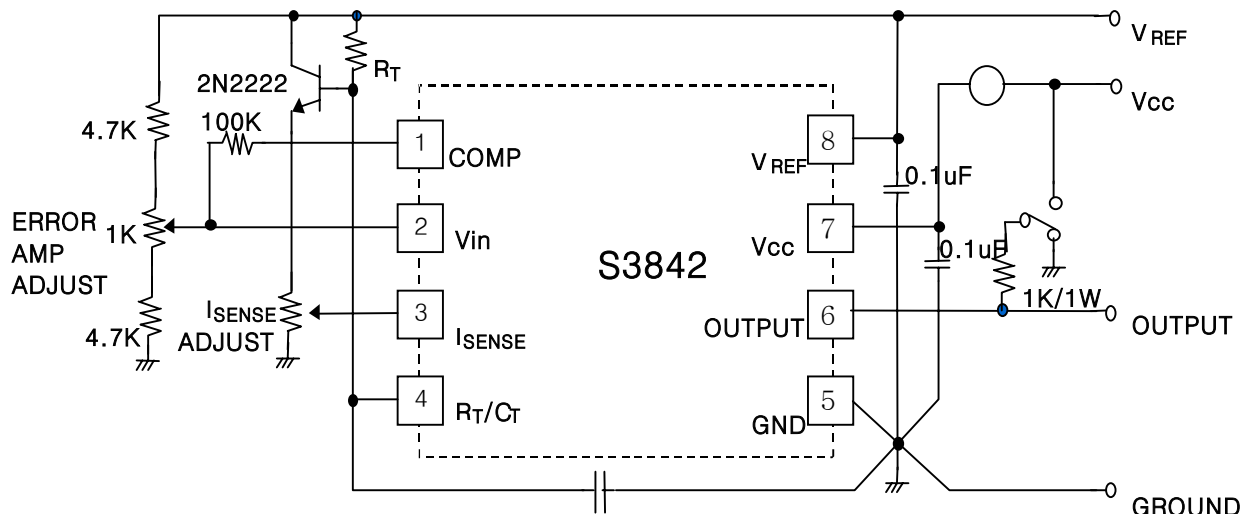 V REF
2N2222
RT
Vcc
4.7K
100K
1
COMP
8
V REF
0.1uF
ERROR
AMP
ADJUST
1K
2
Vin
S3842
7
Vcc
0.1uF
1K/1W
ISENSE
ADJUST
3
ISENSE
6
OUTPUT
OUTPUT
4.7K
4
RT/CT
5
GND
GROUND